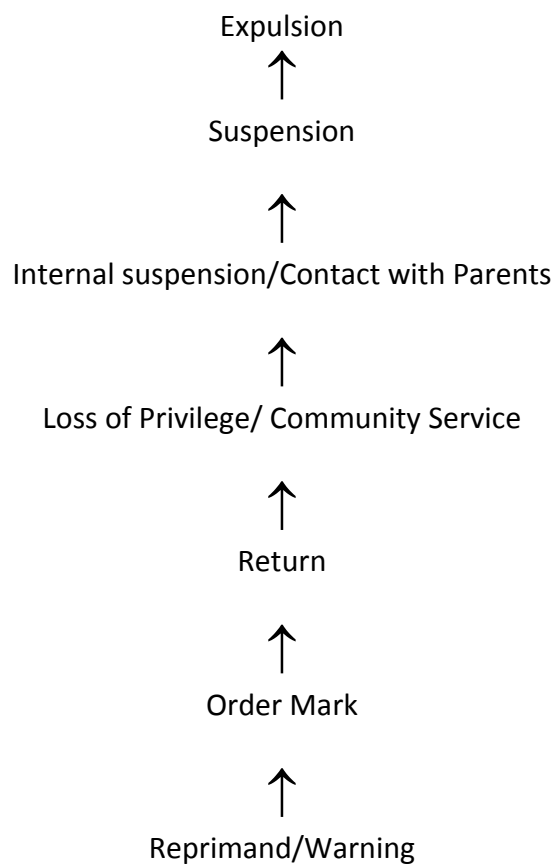 Expulsion
Suspension
Internal suspension/Contact with Parents
Loss of Privilege/ Community Service
Return
Order Mark
Reprimand/Warning